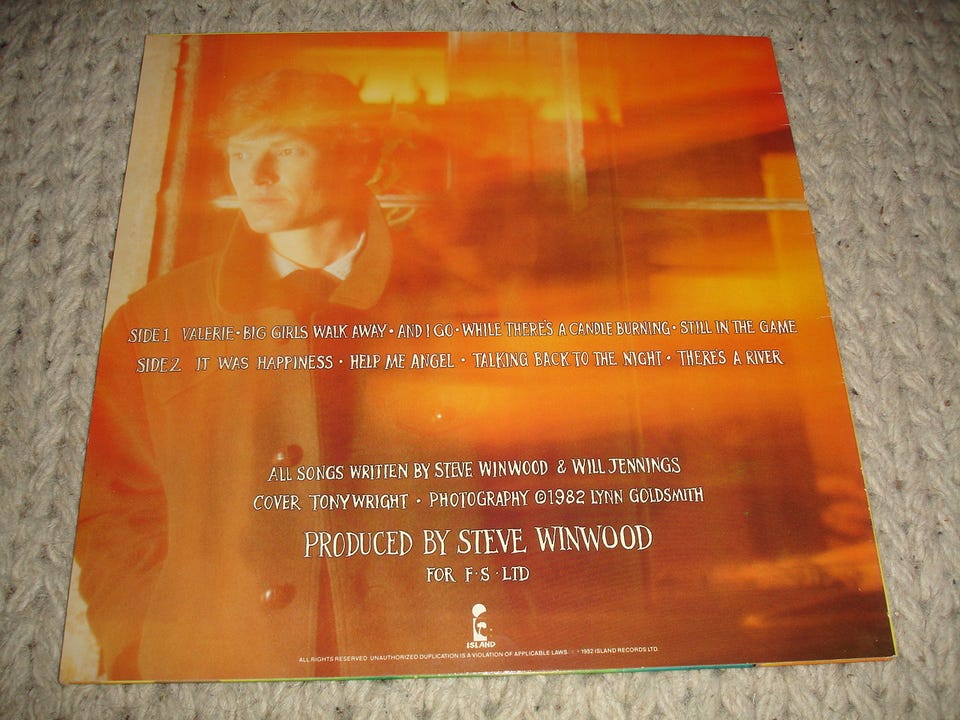 SIDE 1 VALERIE • BIG GIRLS WALK AWAY • AND I GO • WHILE THERE'S A CANDLE BURNING • STILL IN THE GAME
SIDE 2 IT WAS HAPPINESS • HELP ME ANGEL • TALKING BACK TO THE NIGHT • THERE'S A RIVER
ALL SONGS WRITTEN BY STEVE WINWOOD & WILL JENNINGS
COVER TONY WRIGHT • PHOTOGRAPHY ©1982 LYNN GOLDSMITH
PRODUCED BY STEVE WINWOOD
FOR F•S•LTD
ISLAND
ALL RIGHTS RESERVED. UNAUTHORIZED DUPLICATION IS A VIOLATION OF APPLICABLE LAWS. 1982 ISLAND RECORDS LTD.